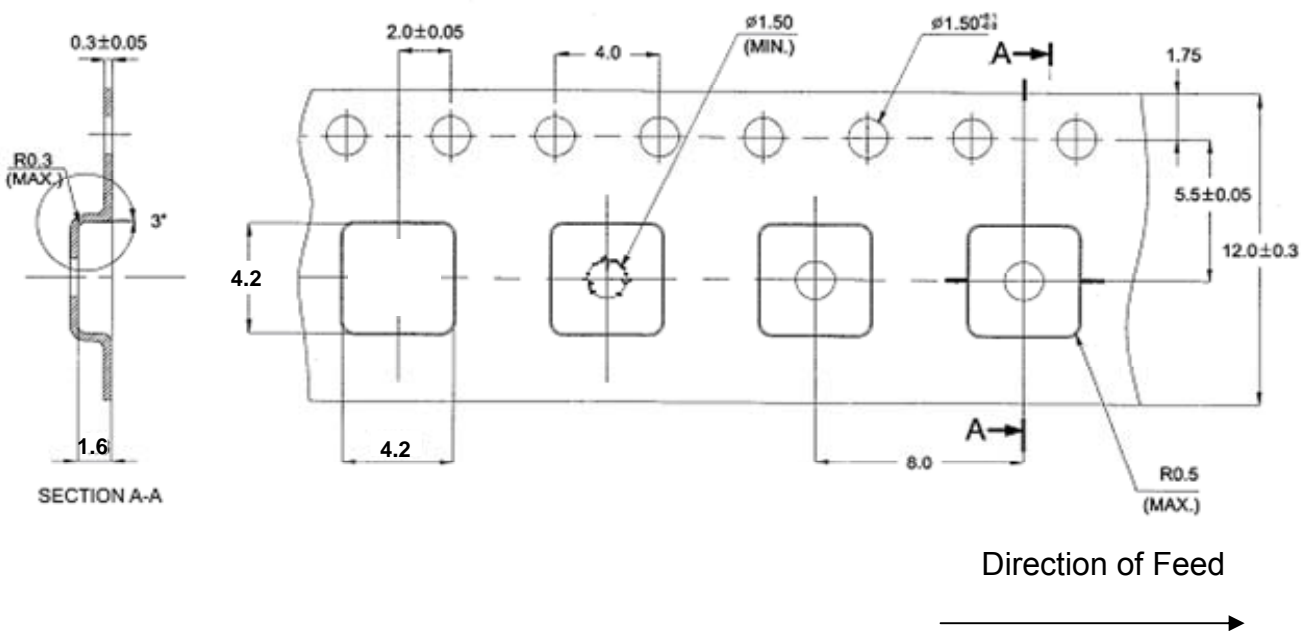 0.3±0.05
2.0±0.05
4.0
ø1.50
(MIN.)
ø1.50
A
1.75
R0.3
(MAX.)
3°
5.5±0.05
12.0±0.3
4.2
1.6
4.2
A
8.0
R0.5
(MAX.)
SECTION A-A
Direction of Feed